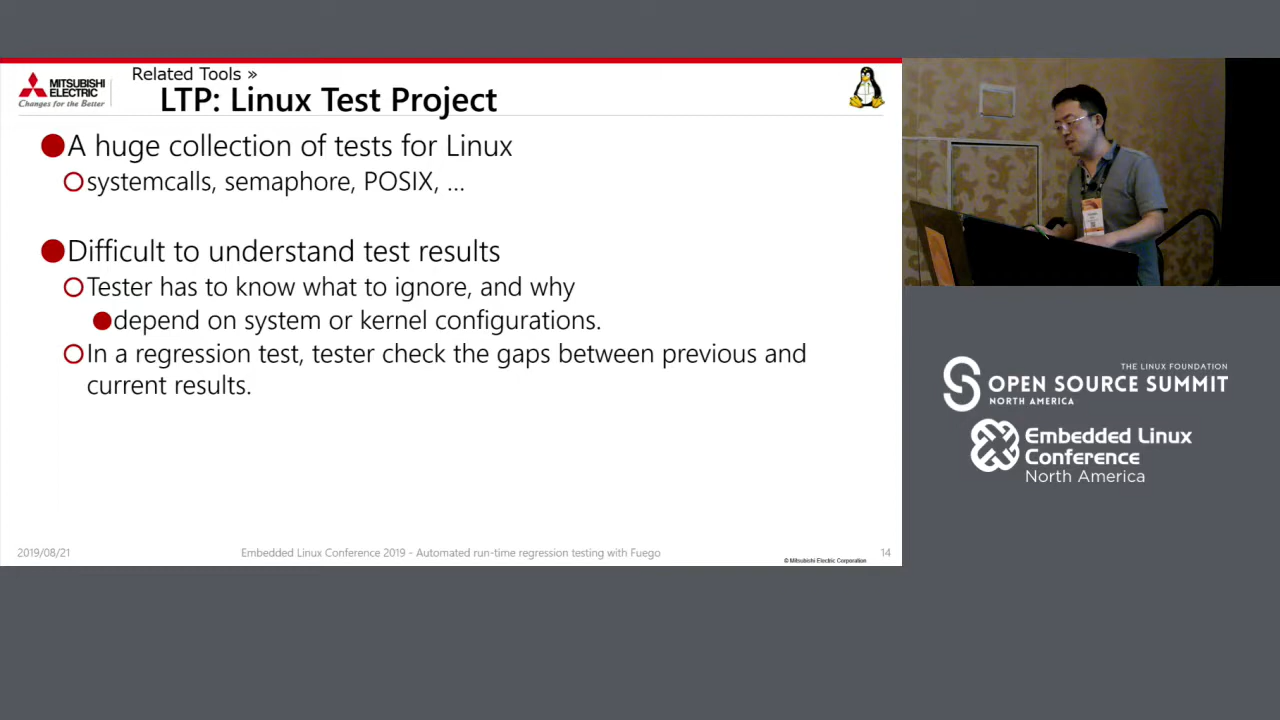 MITSUBISHI
ELECTRIC
Changes for the Better
Related Tools »
LTP: Linux Test Project
A huge collection of tests for Linux
systemcalls, semaphore, POSIX, ...
Difficult to understand test results
Tester has to know what to ignore, and why
depend on system or kernel configurations.
In a regression test, tester check the gaps between previous and
current results.
2019/08/21
Embedded Linux Conference 2019 - Automated run-time regression testing with Fuego
14
© Mitsubishi Electric Corporation
THE LINUX FOUNDATION
OPEN SOURCE SUMMIT
NORTH AMERICA
Embedded Linux
Conference
North America